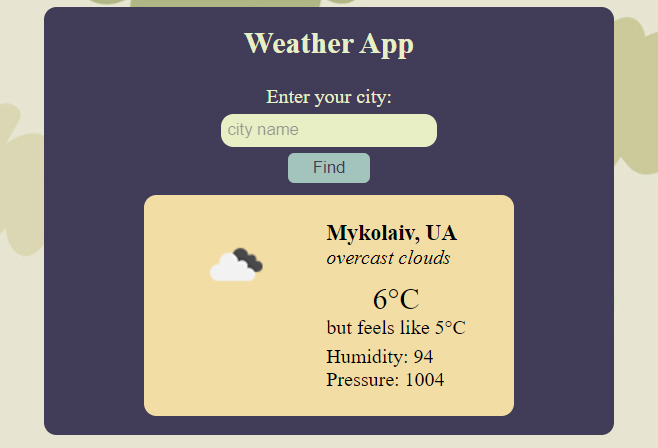 Weather App
Enter your city:
city name
Find
Mykolaiv, UA
overcast clouds
6°C
but feels like 5°C
Humidity: 94
Pressure: 1004